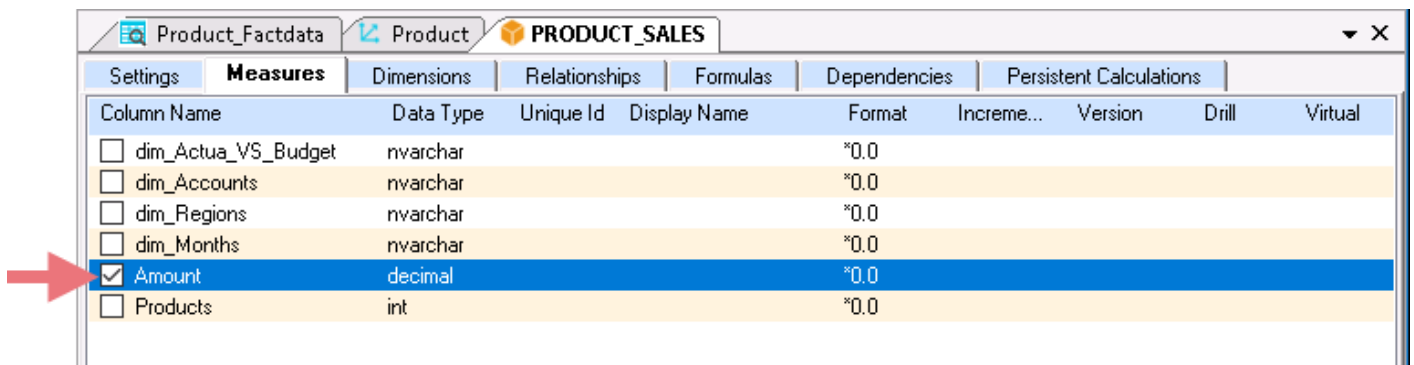 Product_Factdata Product PRODUCT_SALES
Settings Measures Dimensions Relationships Formulas Dependencies Persistent Calculations
Column Name Data Type Unique Id Display Name Format Increme... Version Drill Virtual
dim_Actua_VS_Budget nvarchar *0.0
dim_Accounts nvarchar *0.0
dim_Regions nvarchar *0.0
dim_Months nvarchar *0.0
Amount decimal *0.0
Products int *0.0